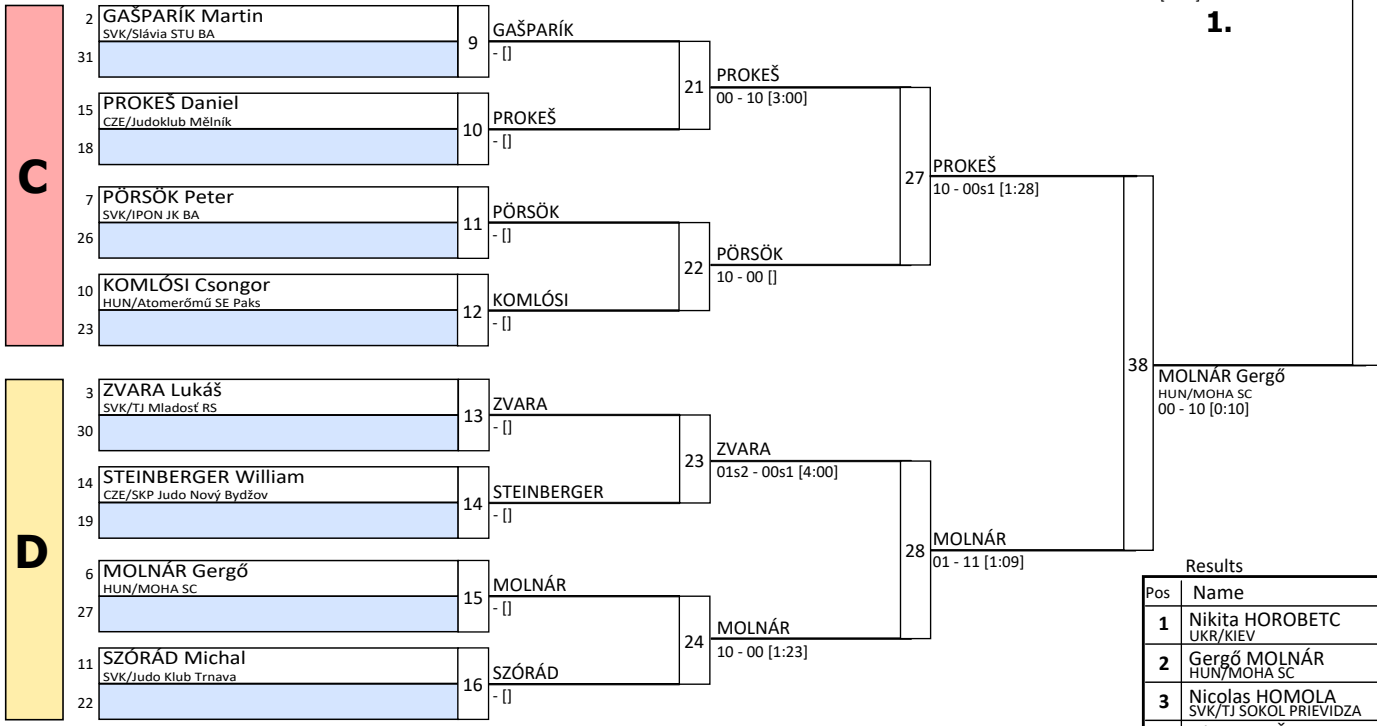 1.
C
2 GAŠPARÍK Martin
SVK/Slávia STU BA
31
9
GAŠPARÍK
- []
15 PROKEŠ Daniel
CZE/Judoklub Mělník
18
10
PROKEŠ
- []
21
PROKEŠ
00 - 10 [3:00]
7 PÖRSÖK Peter
SVK/IPON JK BA
26
11
PÖRSÖK
- []
10 KOMLÓSI Csongor
HUN/Atomerőmű SE Paks
23
12
KOMLÓSI
- []
22
PÖRSÖK
10 - 00 []
27
PROKEŠ
10 - 00s1 [1:28]
D
3 ZVARA Lukáš
SVK/TJ Mladosť RS
30
13
ZVARA
- []
14 STEINBERGER William
CZE/SKP Judo Nový Bydžov
19
14
STEINBERGER
- []
23
ZVARA
01s2 - 00s1 [4:00]
6 MOLNÁR Gergő
HUN/MOHA SC
27
15
MOLNÁR
- []
11 SZÓRÁD Michal
SVK/Judo Klub Trnava
22
16
SZÓRÁD
- []
24
MOLNÁR
10 - 00 [1:23]
28
MOLNÁR
01 - 11 [1:09]
38
MOLNÁR Gergő
HUN/MOHA SC
00 - 10 [0:10]
Results
Pos Name
1 Nikita HOROBETC
UKR/KIEV
2 Gergő MOLNÁR
HUN/MOHA SC
3 Nicolas HOMOLA
SVK/TJ SOKOL PRIEVIDZA